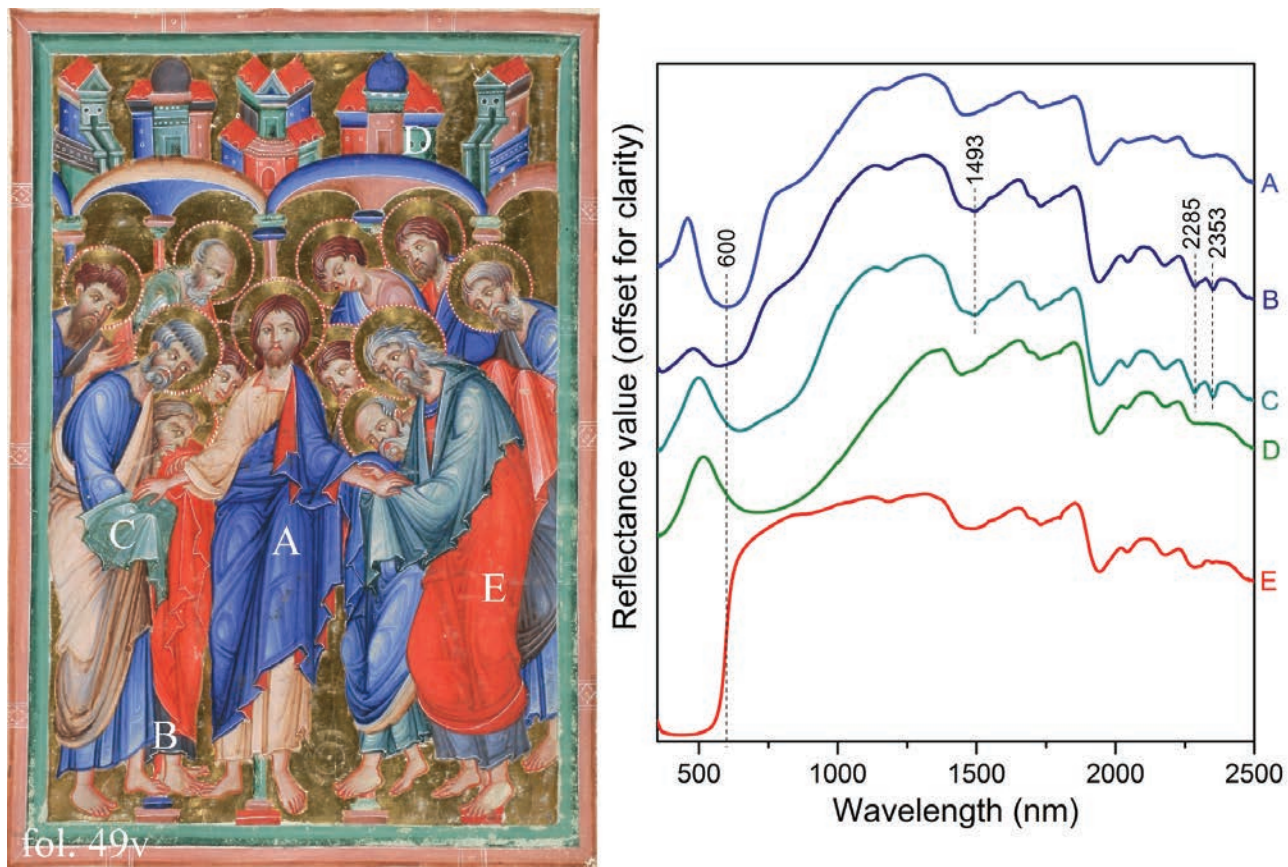 D
C
A
E
B
fol. 49v
Reflectance value (offset for clarity)
600
1493
2285
2353
A
B
C
D
E
500
1000
1500
2000
2500
Wavelength (nm)